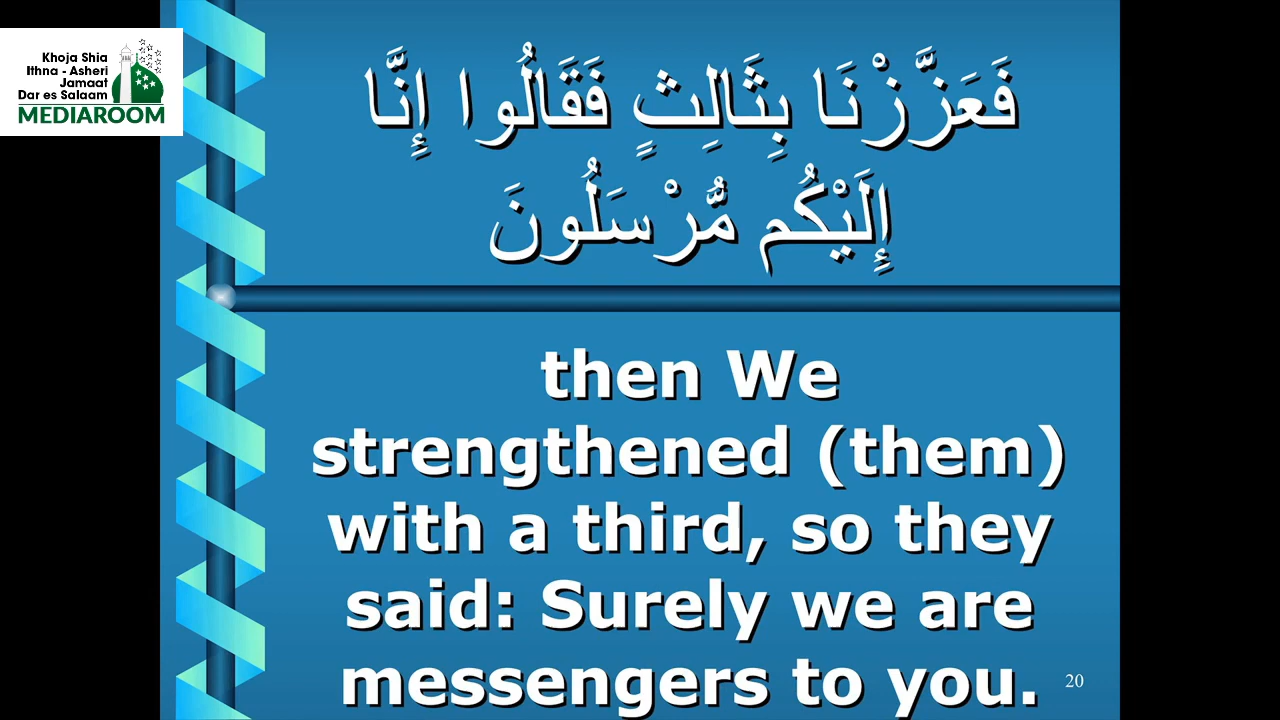 Khoja Shia
Ithna - Asheri
Jamaat
Dar es Salaam
MEDIAROOM
فَعَزَّزْنَا بِثَالِثٍ فَقَالُوا إِنَّا
إِلَيْكُم مُّرْسَلُونَ
then We
strengthened (them)
with a third, so they
said: Surely we are
messengers to you.
20